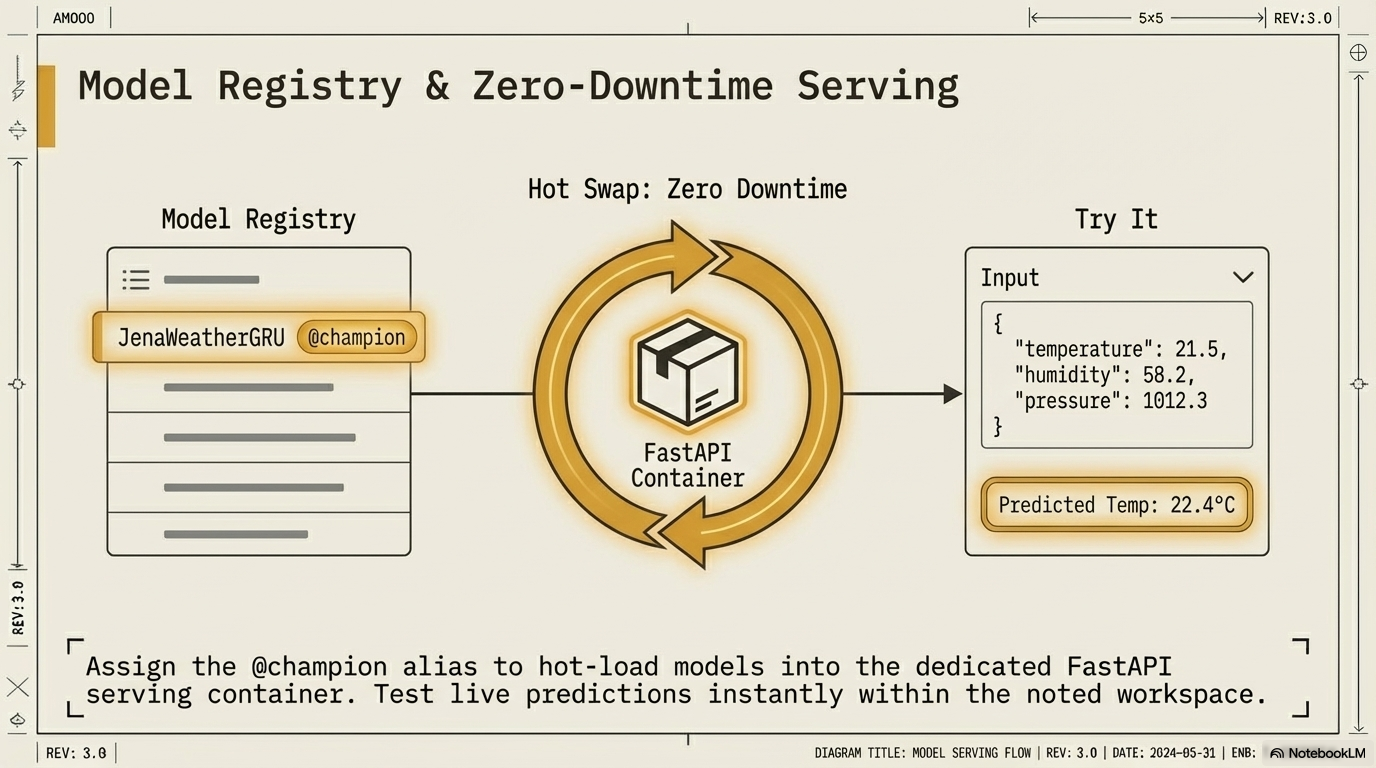 AMOOO
5×5
REV:3.0
Model Registry & Zero-Downtime Serving
Hot Swap: Zero Downtime
Model Registry
Try It
Input
JenaWeatherGRU @champion
{
"temperature": 21.5,
"humidity": 58.2,
"pressure": 1012.3
}
FastAPI
Container
Predicted Temp: 22.4°C
REV:3.0
Assign the @champion alias to hot-load models into the dedicated FastAPI
serving container. Test live predictions instantly within the noted workspace.
REV: 3.0
DIAGRAM TITLE: MODEL SERVING FLOW | REV: 3.0 | DATE: 2024-05-31 | ENB:
NotebookLM